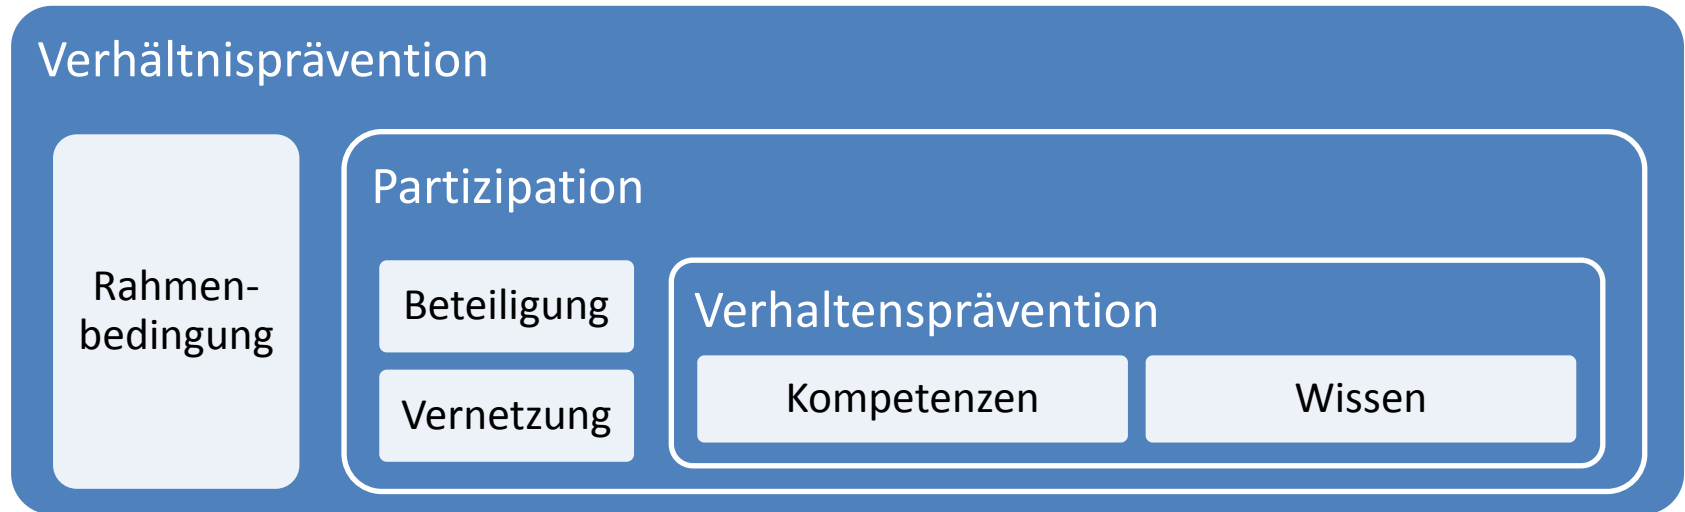 Verhältnisprävention
Rahmen-
bedingung
Partizipation
Beteiligung
Vernetzung
Verhaltensprävention
Kompetenzen
Wissen